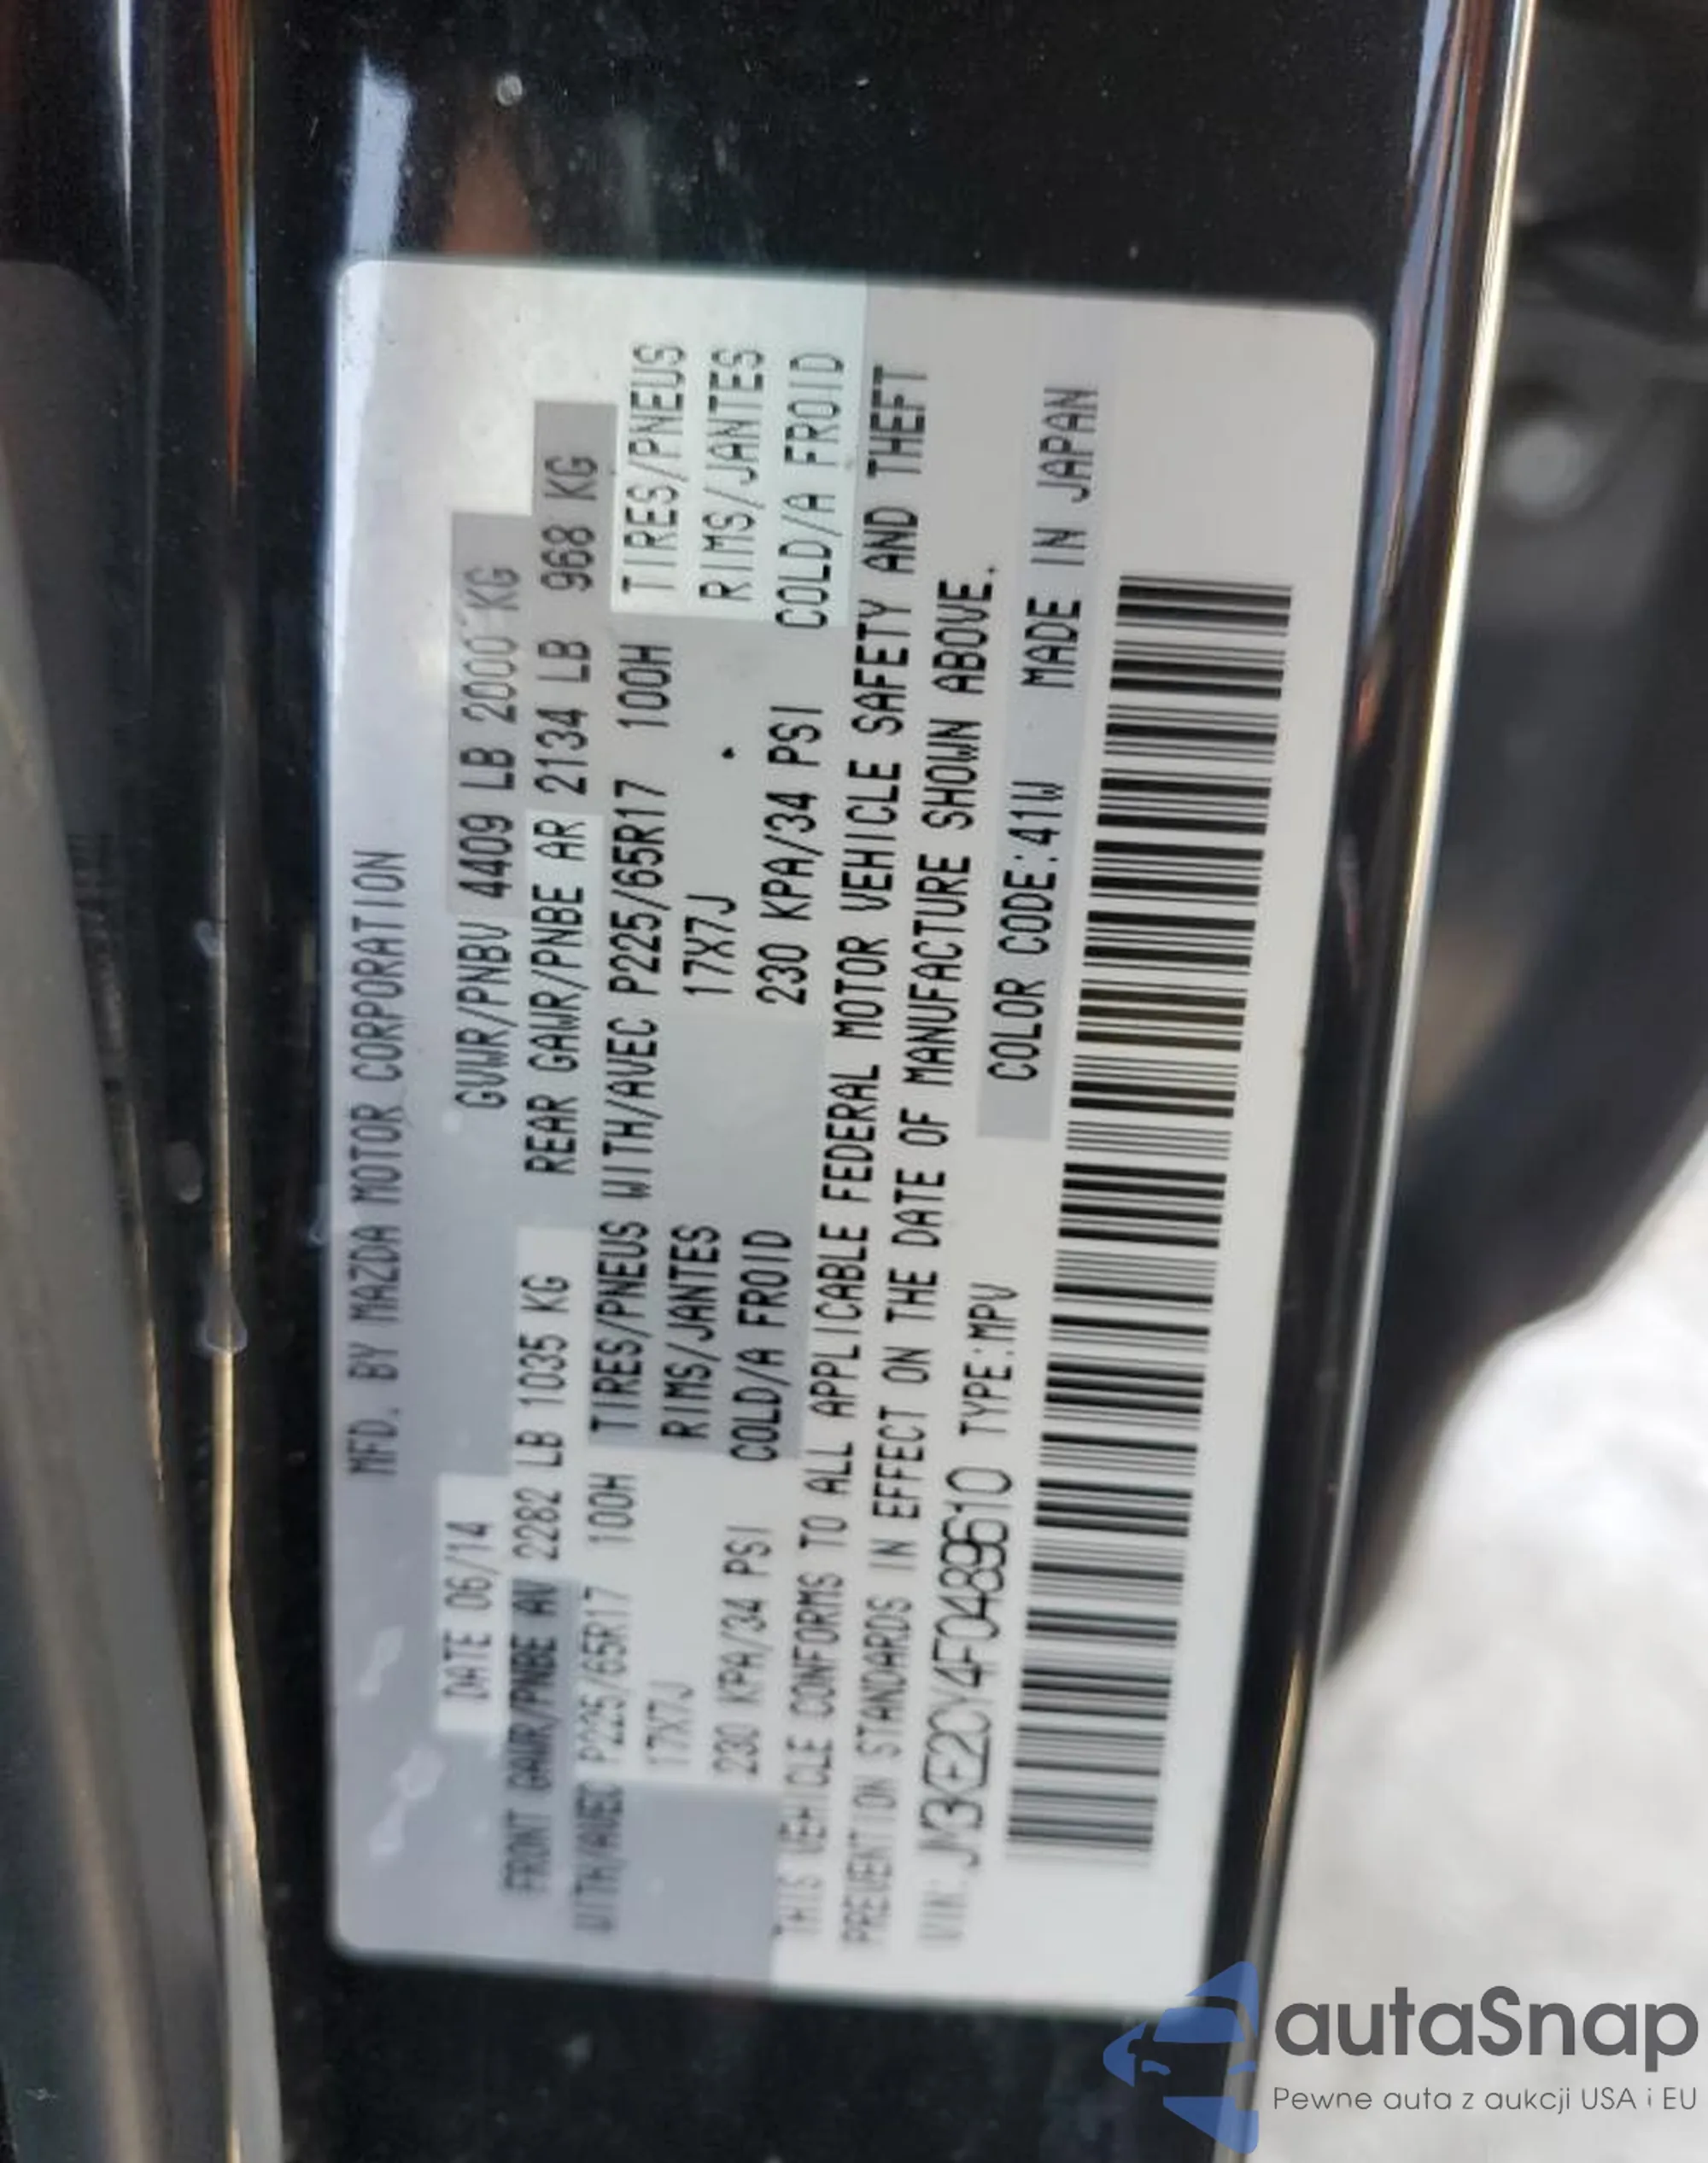 MFD. BY MAZDA MOTOR CORPORATION
DATE 06/14 GVWR/PNBV 4409 LB 2000 KG
FRONT GAWR/PNBE AV 2282 LB 1035 KG REAR GAWR/PNBE AR 2134 LB 968 KG
WITH/AVEC P225/65R17 100H TIRES/PNEUS WITH/AVEC P225/65R17 100H TIRES/PNEUS
17X7J RIMS/JANTES 17X7J RIMS/JANTES
230 KPA/34 PSI COLD/A FROID 230 KPA/34 PSI COLD/A FROID
THIS VEHICLE CONFORMS TO ALL APPLICABLE FEDERAL MOTOR VEHICLE SAFETY AND THEFT
PREVENTION STANDARDS IN EFFECT ON THE DATE OF MANUFACTURE SHOWN ABOVE.
VIN:JM3KE2CY4F0489610 TYPE:MPV COLOR CODE:41W MADE IN JAPAN
autaSnap
Pewne auta z aukcji USA i EU